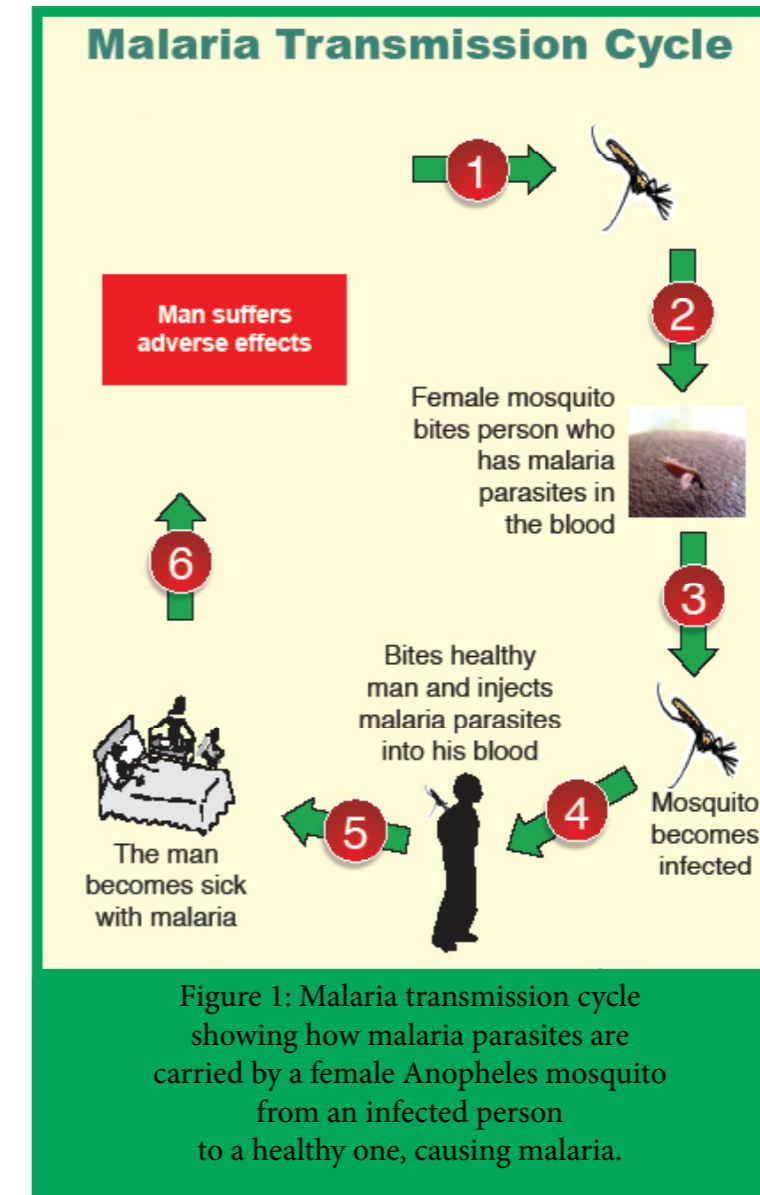 Malaria Transmission Cycle
1
2
Man suffers
adverse effects
Female mosquito
bites person who
has malaria
parasites in
the blood
3
6
Bites healthy
man and injects
malaria parasites
into his blood
4
Mosquito
becomes
infected
5
The man
becomes sick
with malaria
Figure 1: Malaria transmission cycle
showing how malaria parasites are
carried by a female Anopheles mosquito
from an infected person
to a healthy one, causing malaria.